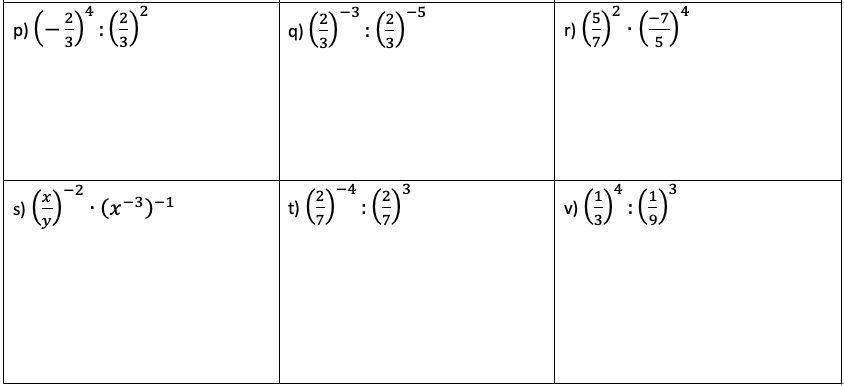 p) (−2/3)⁴ : (2/3)²
q) (2/3)⁻³ : (2/3)⁻⁵
r) (5/7)² · (−7/5)⁴
s) (x/y)⁻² · (x⁻³)⁻¹
t) (2/7)⁻⁴ : (2/7)³
v) (1/3)⁴ : (1/9)³